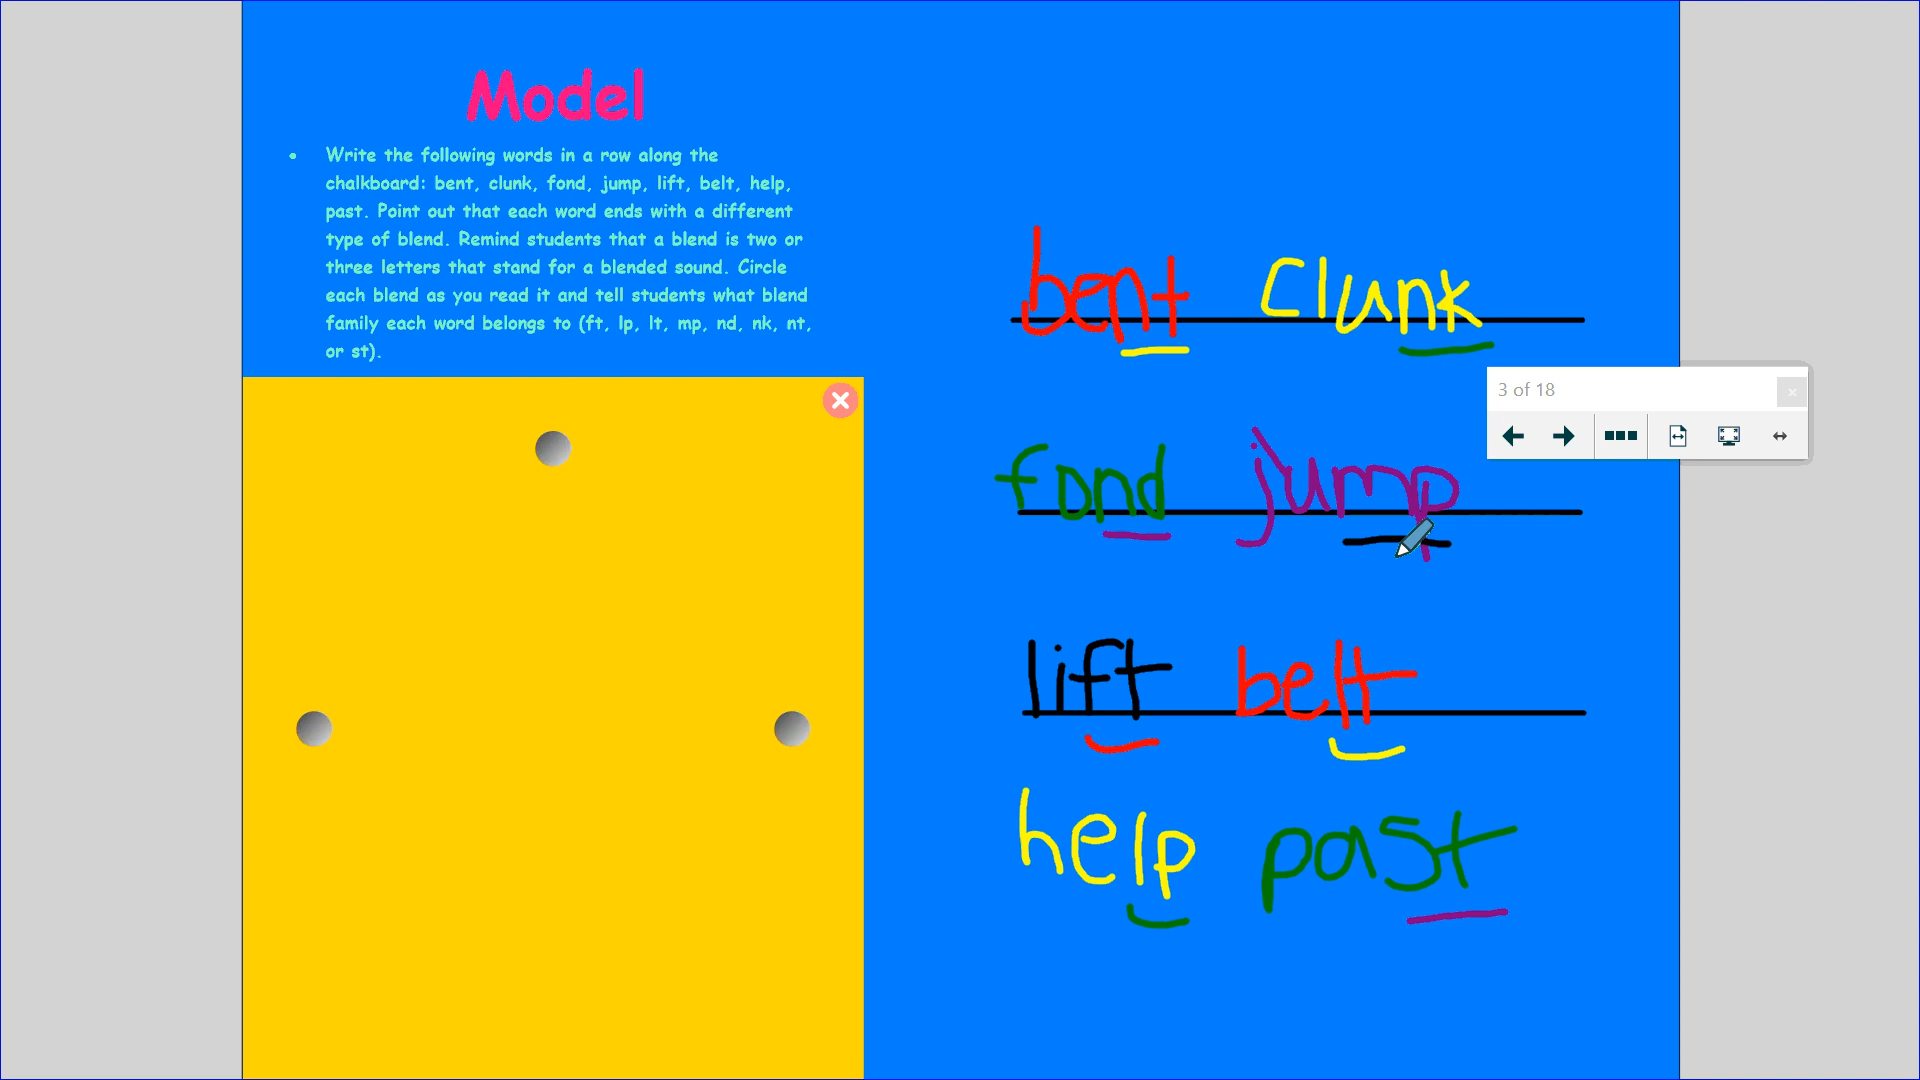 Model
• Write the following words in a row along the
chalkboard: bent, clunk, fond, jump, lift, belt, help,
past. Point out that each word ends with a different
type of blend. Remind students that a blend is two or
three letters that stand for a blended sound. Circle
each blend as you read it and tell students what blend
family each word belongs to (ft, lp, lt, mp, nd, nk, nt,
or st).
bent clunk
3 of 18
fond jump
lift belt
help past